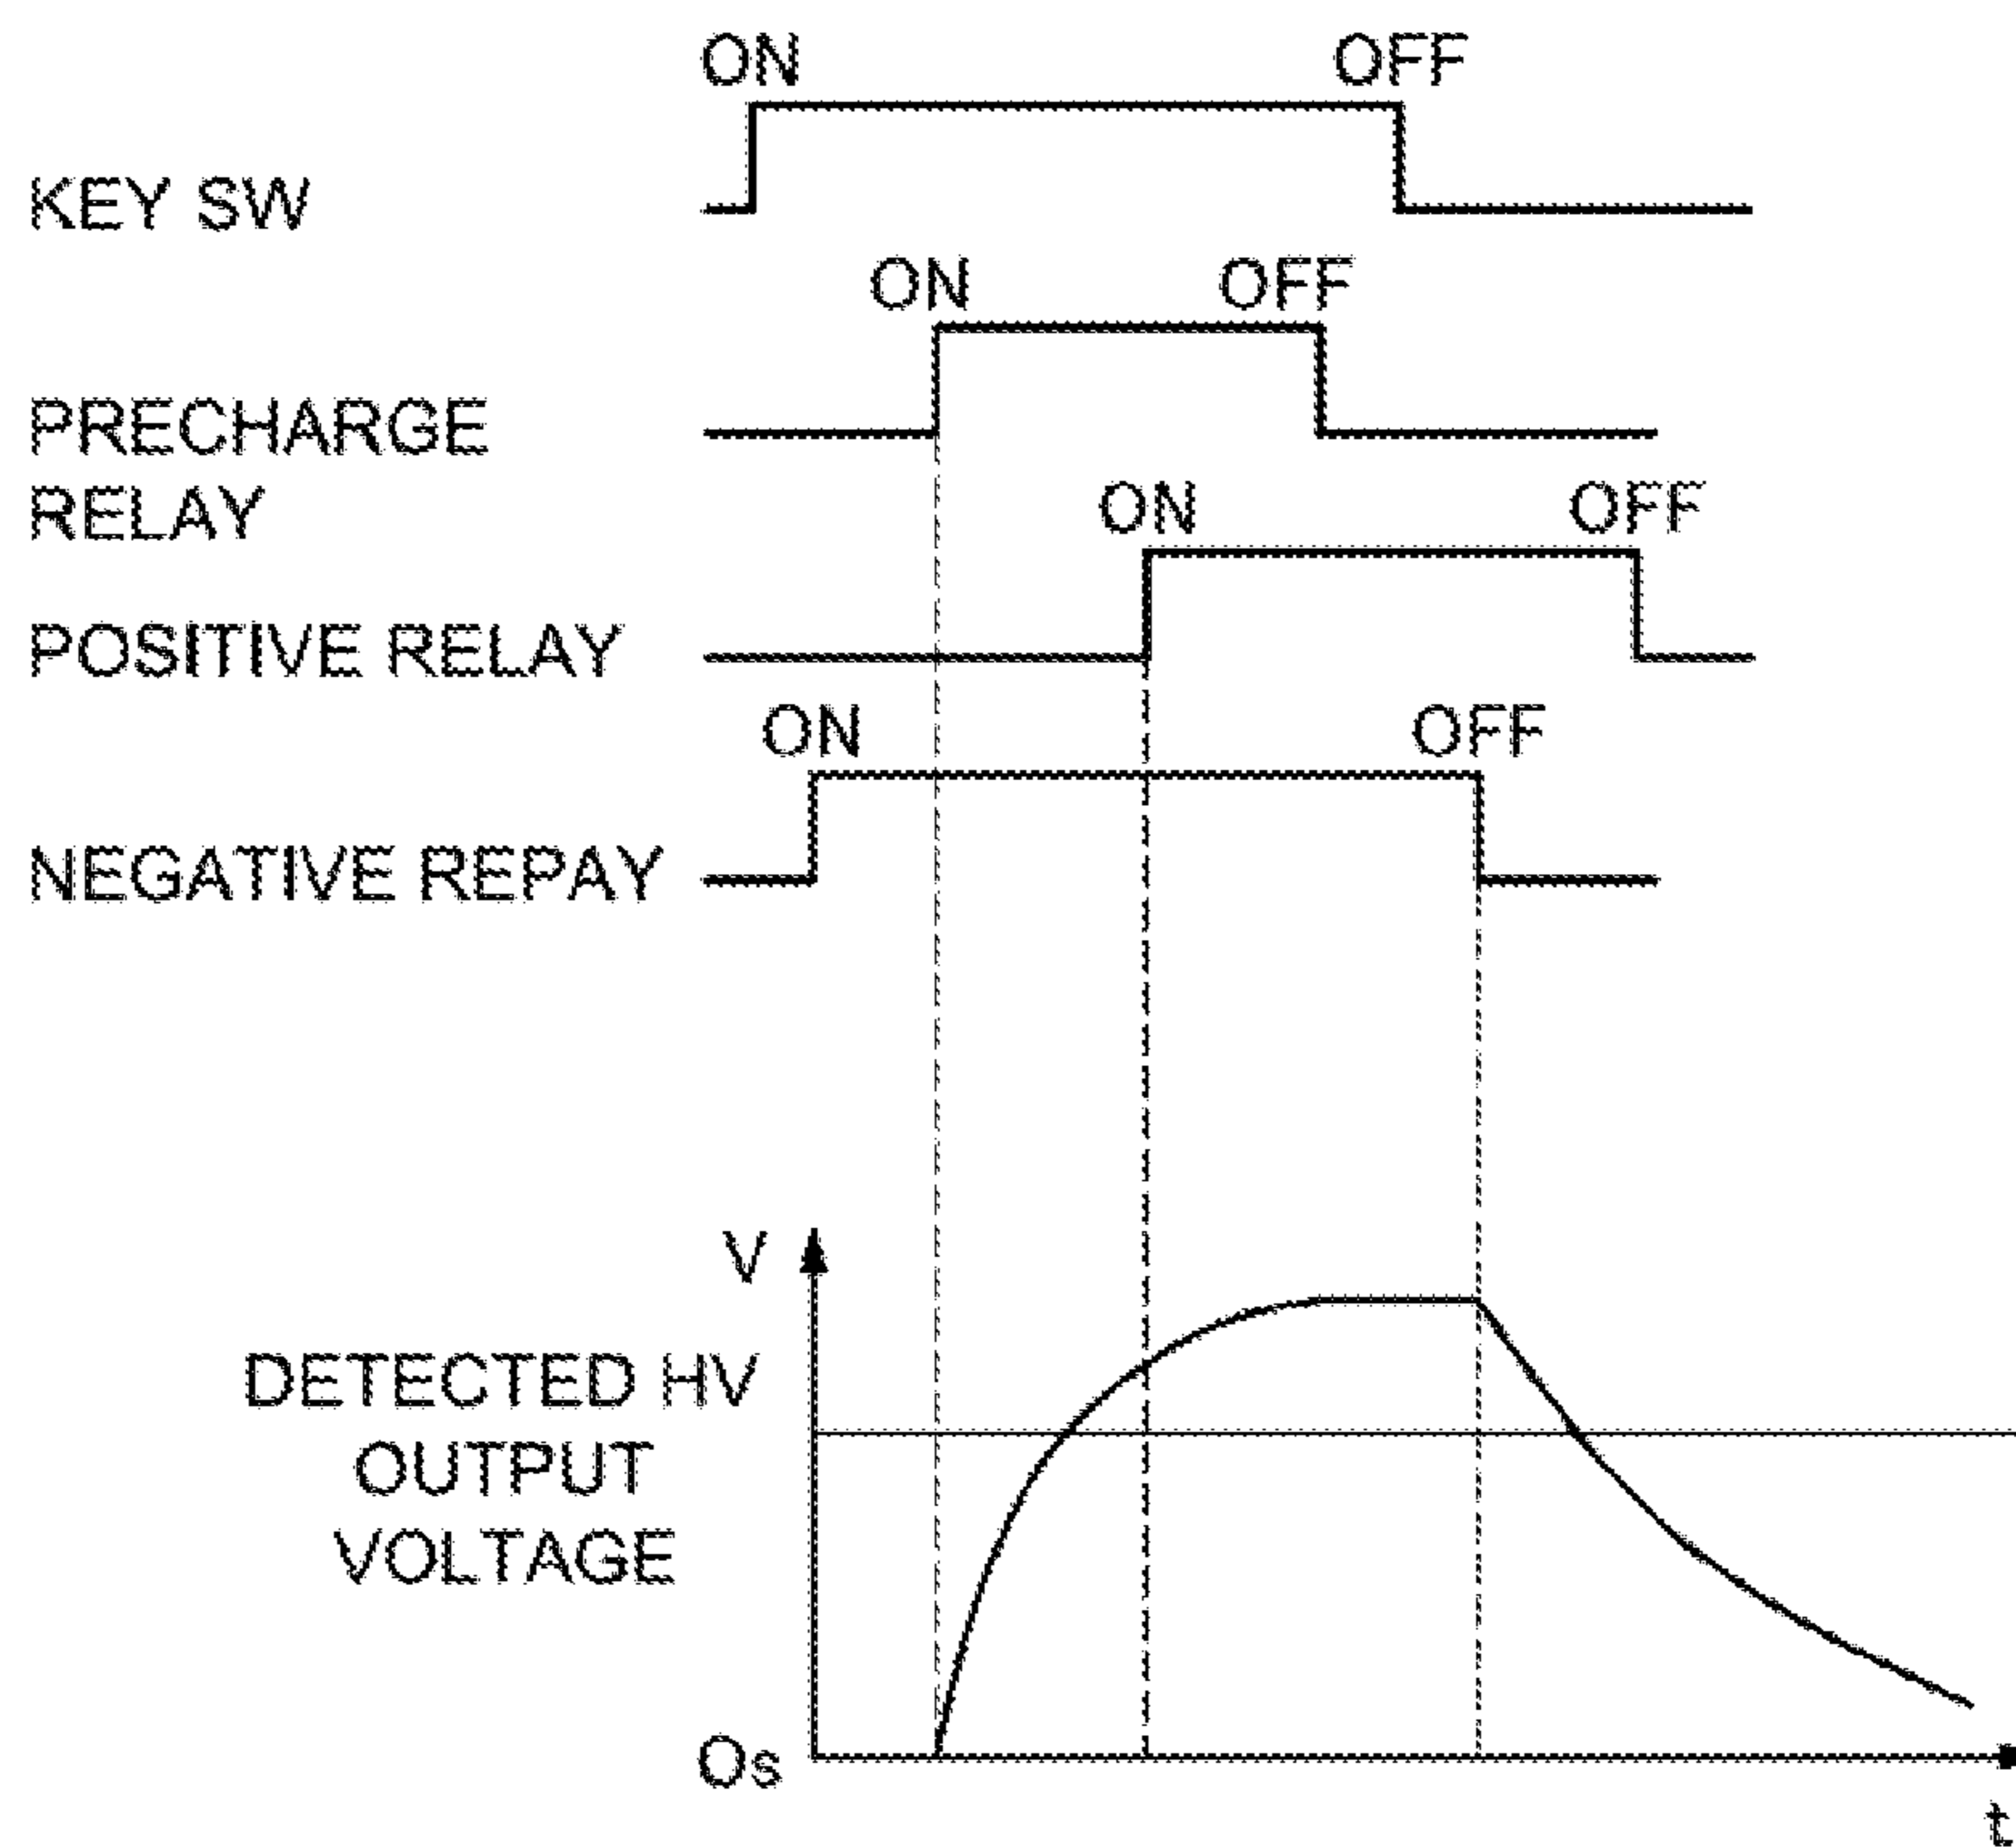 ON OFF
KEY SW
ON OFF
PRECHARGE
RELAY
ON OFF
POSITIVE RELAY
ON OFF
NEGATIVE REPAY
V
DETECTED HV
OUTPUT
VOLTAGE
Os
t